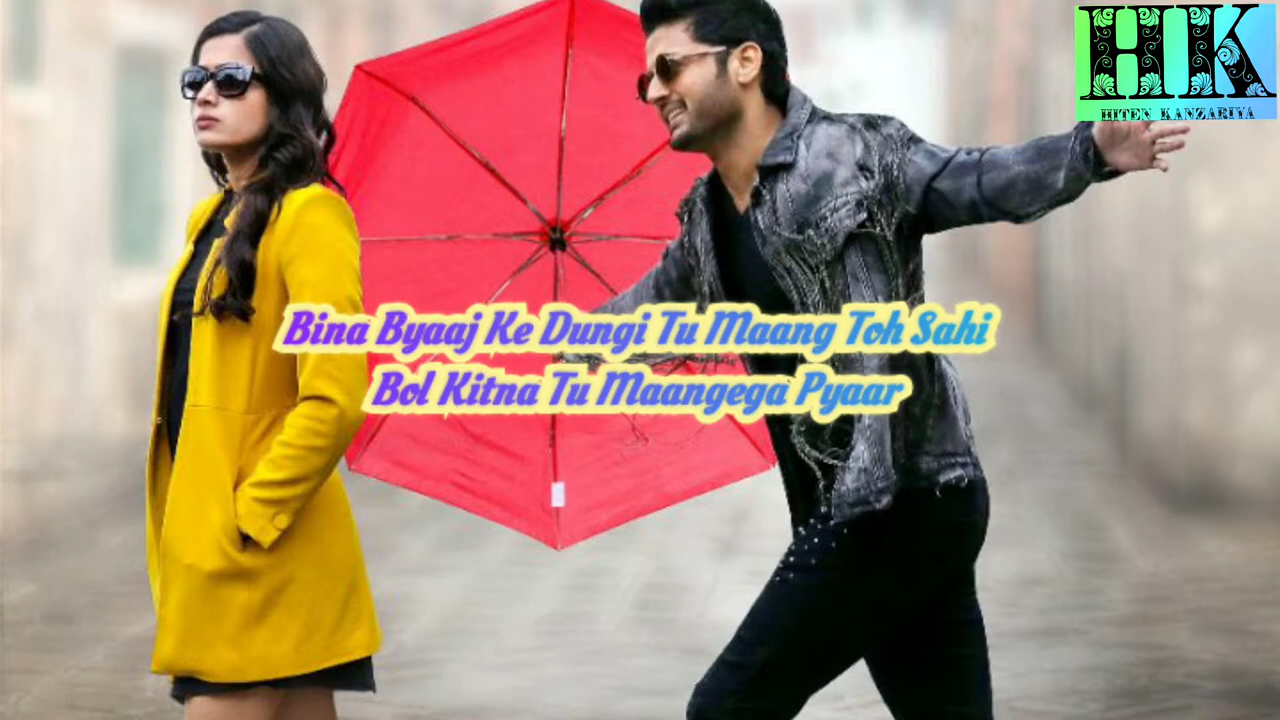 HK
HITEN KANZARIYA
Bina Byaaj Ke Dungi Tu Maang Toh Sahi
Bol Kitna Tu Maangega Pyaar